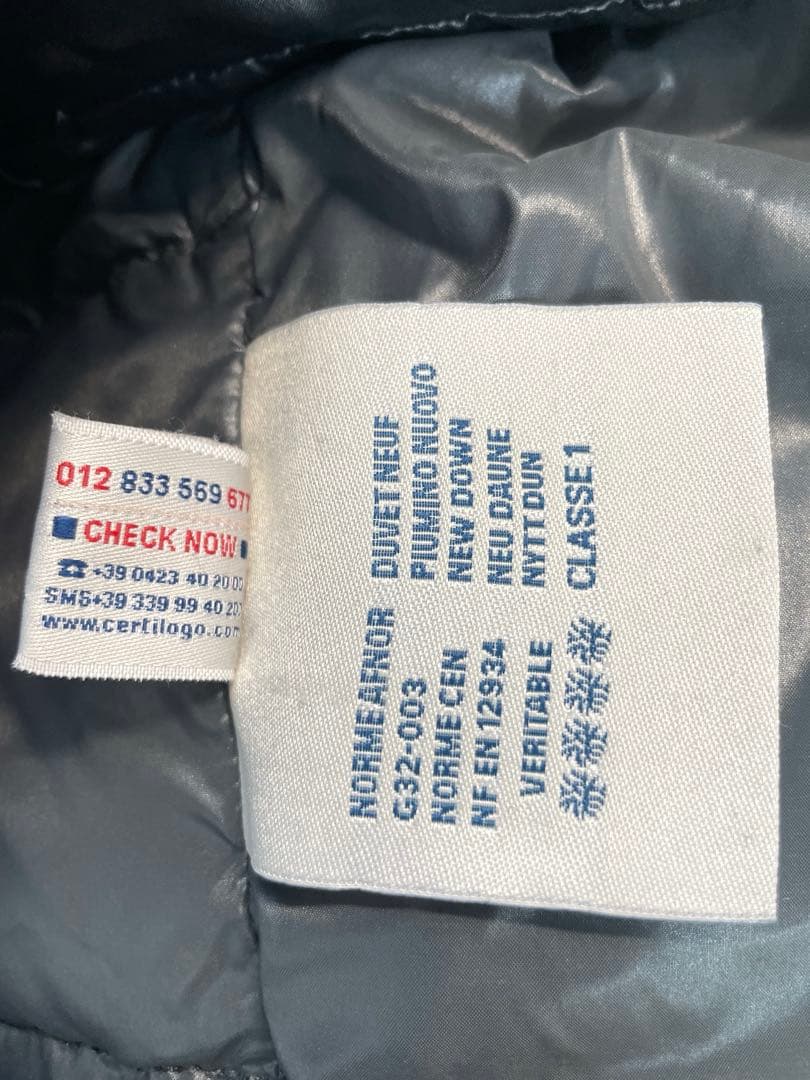 012 833 569 677
CHECK NOW
☎ +39 0423 40 20 00
SMS+39 339 99 40 20
www.certilogo.com
DUVET NEUF
PIUMINO NUOVO
NEW DOWN
NEU DAUNE
NYTT DUN
CLASSE 1
NORME AFNOR
G32-003
NORME CEN
NF EN 12934
VERITABLE